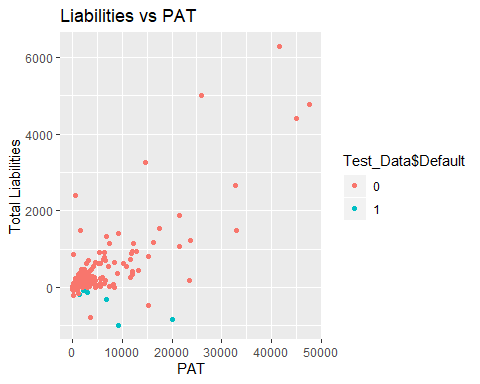 Liabilities vs PAT
6000
4000
2000
0
Total Liabilities
0 10000 20000 30000 40000 50000
PAT
Test_Data$Default
0
1